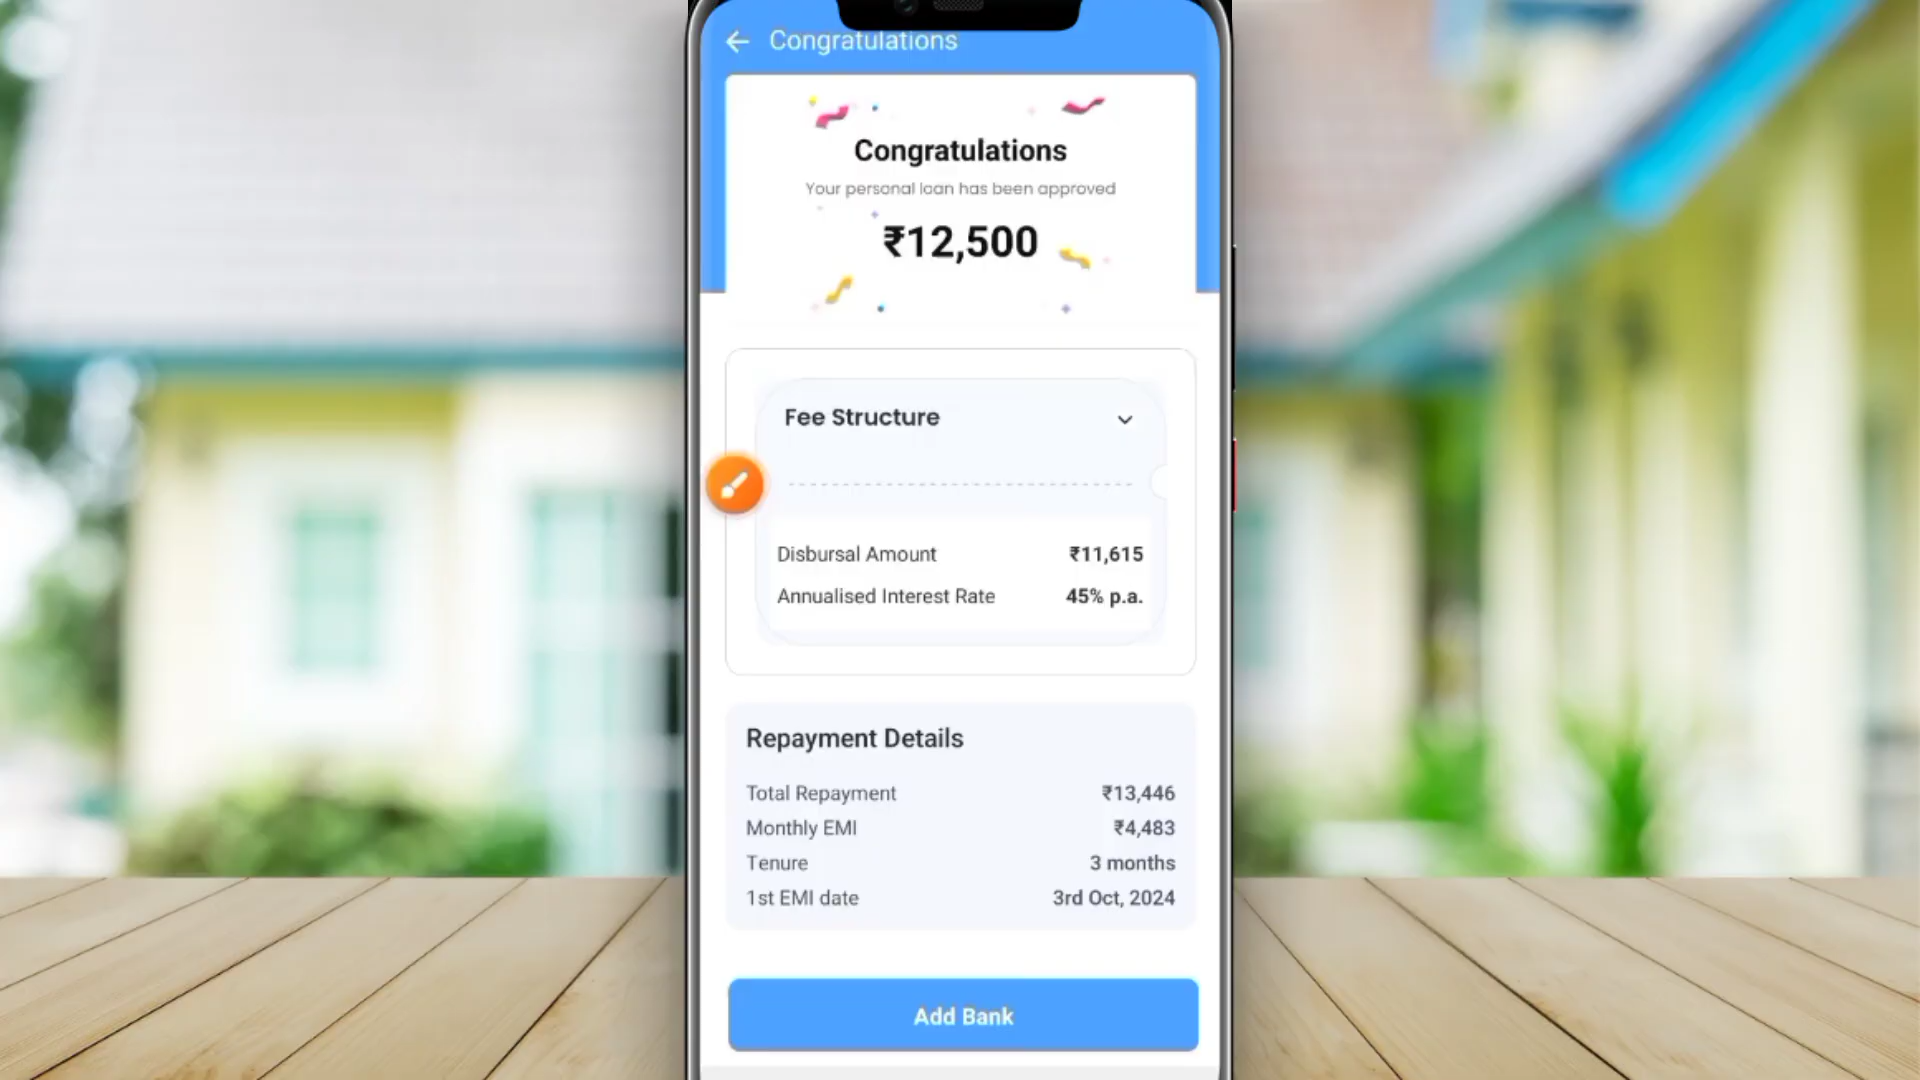 Congratulations
Congratulations
Your personal loan has been approved
₹12,500
Fee Structure
Disbursal Amount ₹11,615
Annualised Interest Rate 45% p.a.
Repayment Details
Total Repayment ₹13,446
Monthly EMI ₹4,483
Tenure 3 months
1st EMI date 3rd Oct, 2024
Add Bank